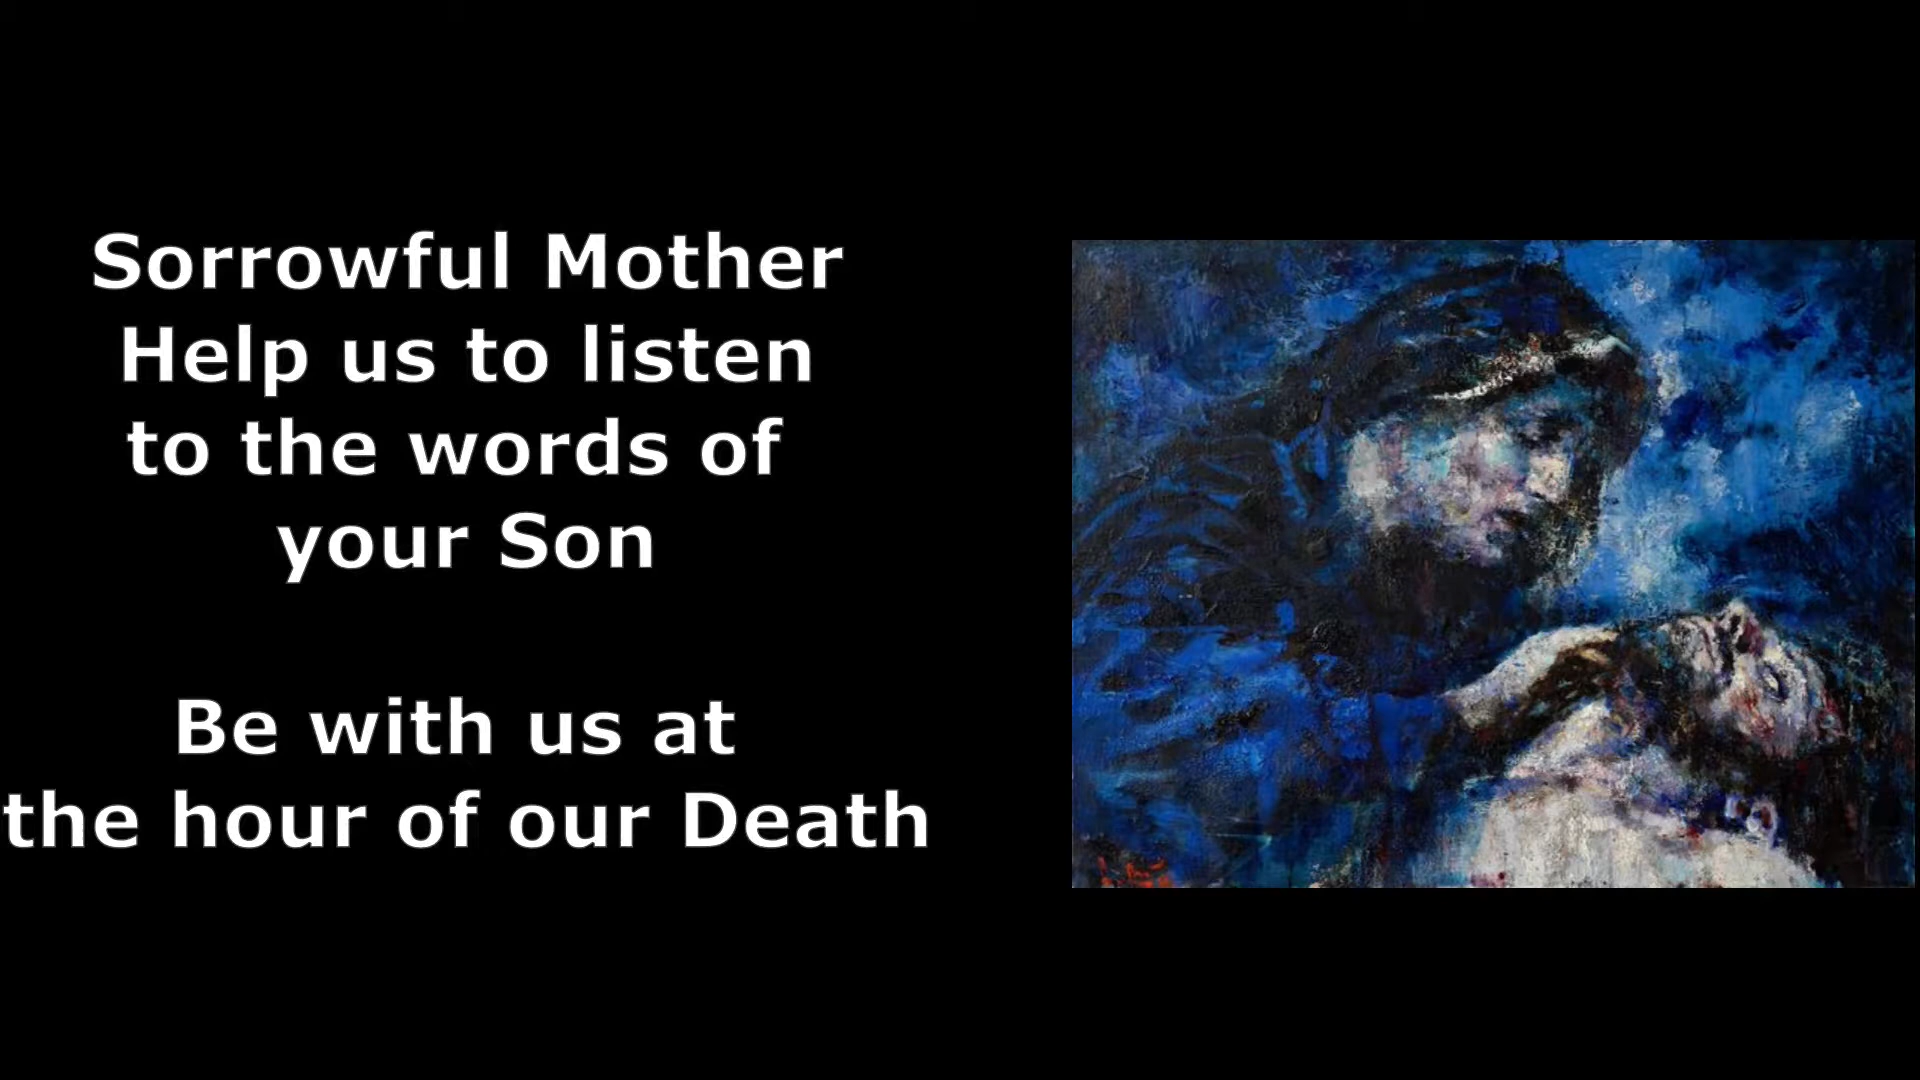 Sorrowful Mother
Help us to listen
to the words of
your Son
Be with us at
the hour of our Death